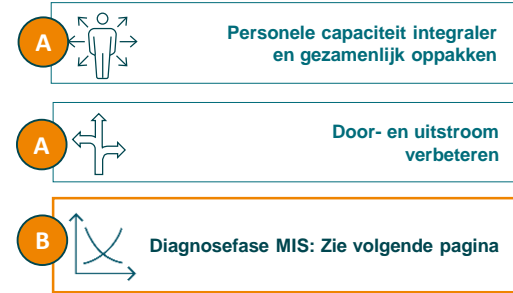 A
Personele capaciteit integraler
en gezamenlijk oppakken
A
Door- en uitstroom
verbeteren
B
Diagnosefase MIS: Zie volgende pagina